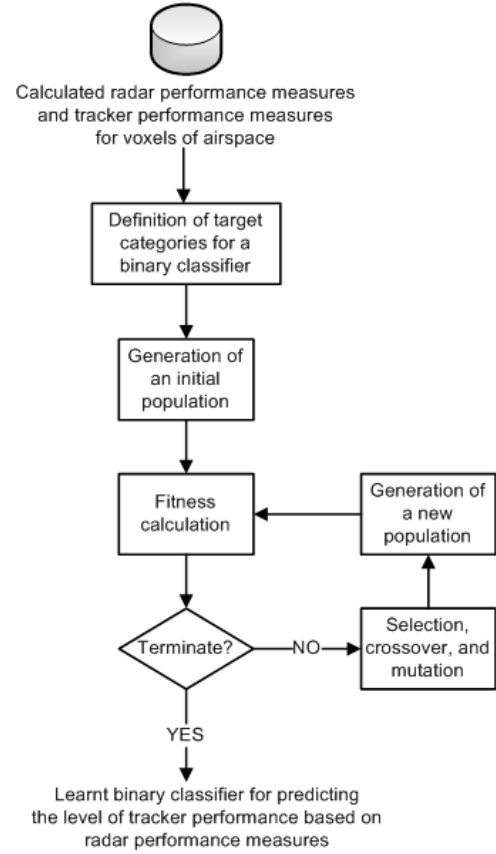 Calculated radar performance measures
and tracker performance measures
for voxels of airspace
Definition of target
categories for a
binary classifier
Generation of
an initial
population
Fitness
calculation
Generation of
a new
population
Terminate?
NO
Selection,
crossover, and
mutation
YES
Learnt binary classifier for predicting
the level of tracker performance based on
radar performance measures